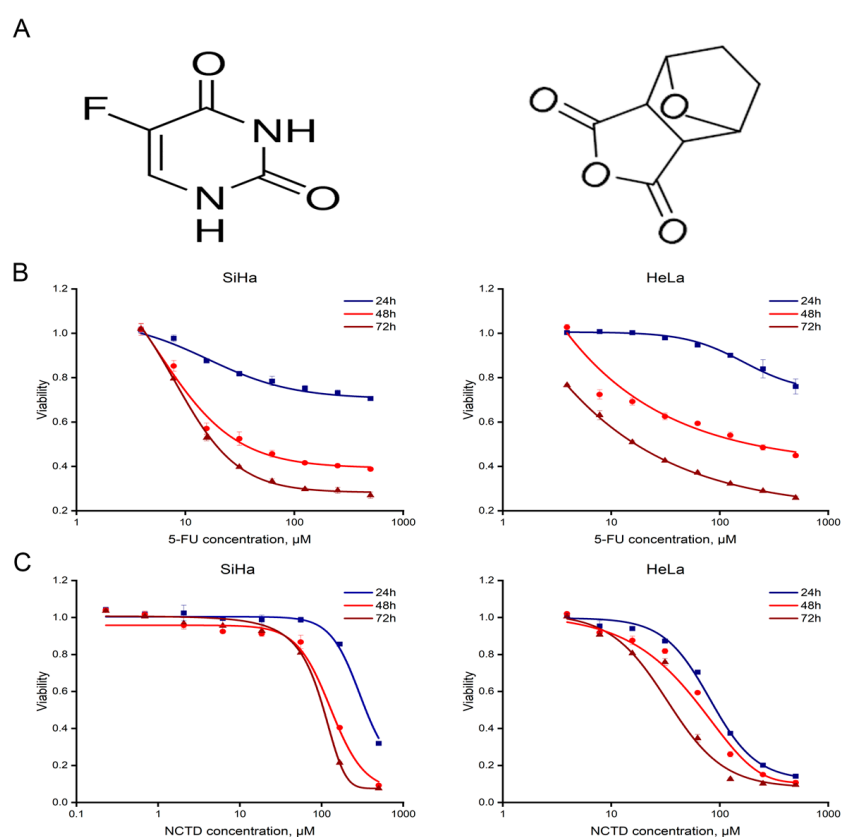 A
O
F
NH
N
H
O
O
O
O
O
B
SiHa
1.2
1.0
0.8
0.6
0.4
0.2
Viability
24h
48h
72h
1 10 100 1000
5-FU concentration, µM
HeLa
1.2
1.0
0.8
0.6
0.4
0.2
Viability
24h
48h
72h
1 10 100 1000
5-FU concentration, µM
C
SiHa
1.2
1.0
0.8
0.6
0.4
0.2
0.0
Viability
24h
48h
72h
0.1 1 10 100 1000
NCTD concentration, µM
HeLa
1.2
1.0
0.8
0.6
0.4
0.2
0.0
Viability
24h
48h
72h
1 10 100 1000
NCTD concentration, µM